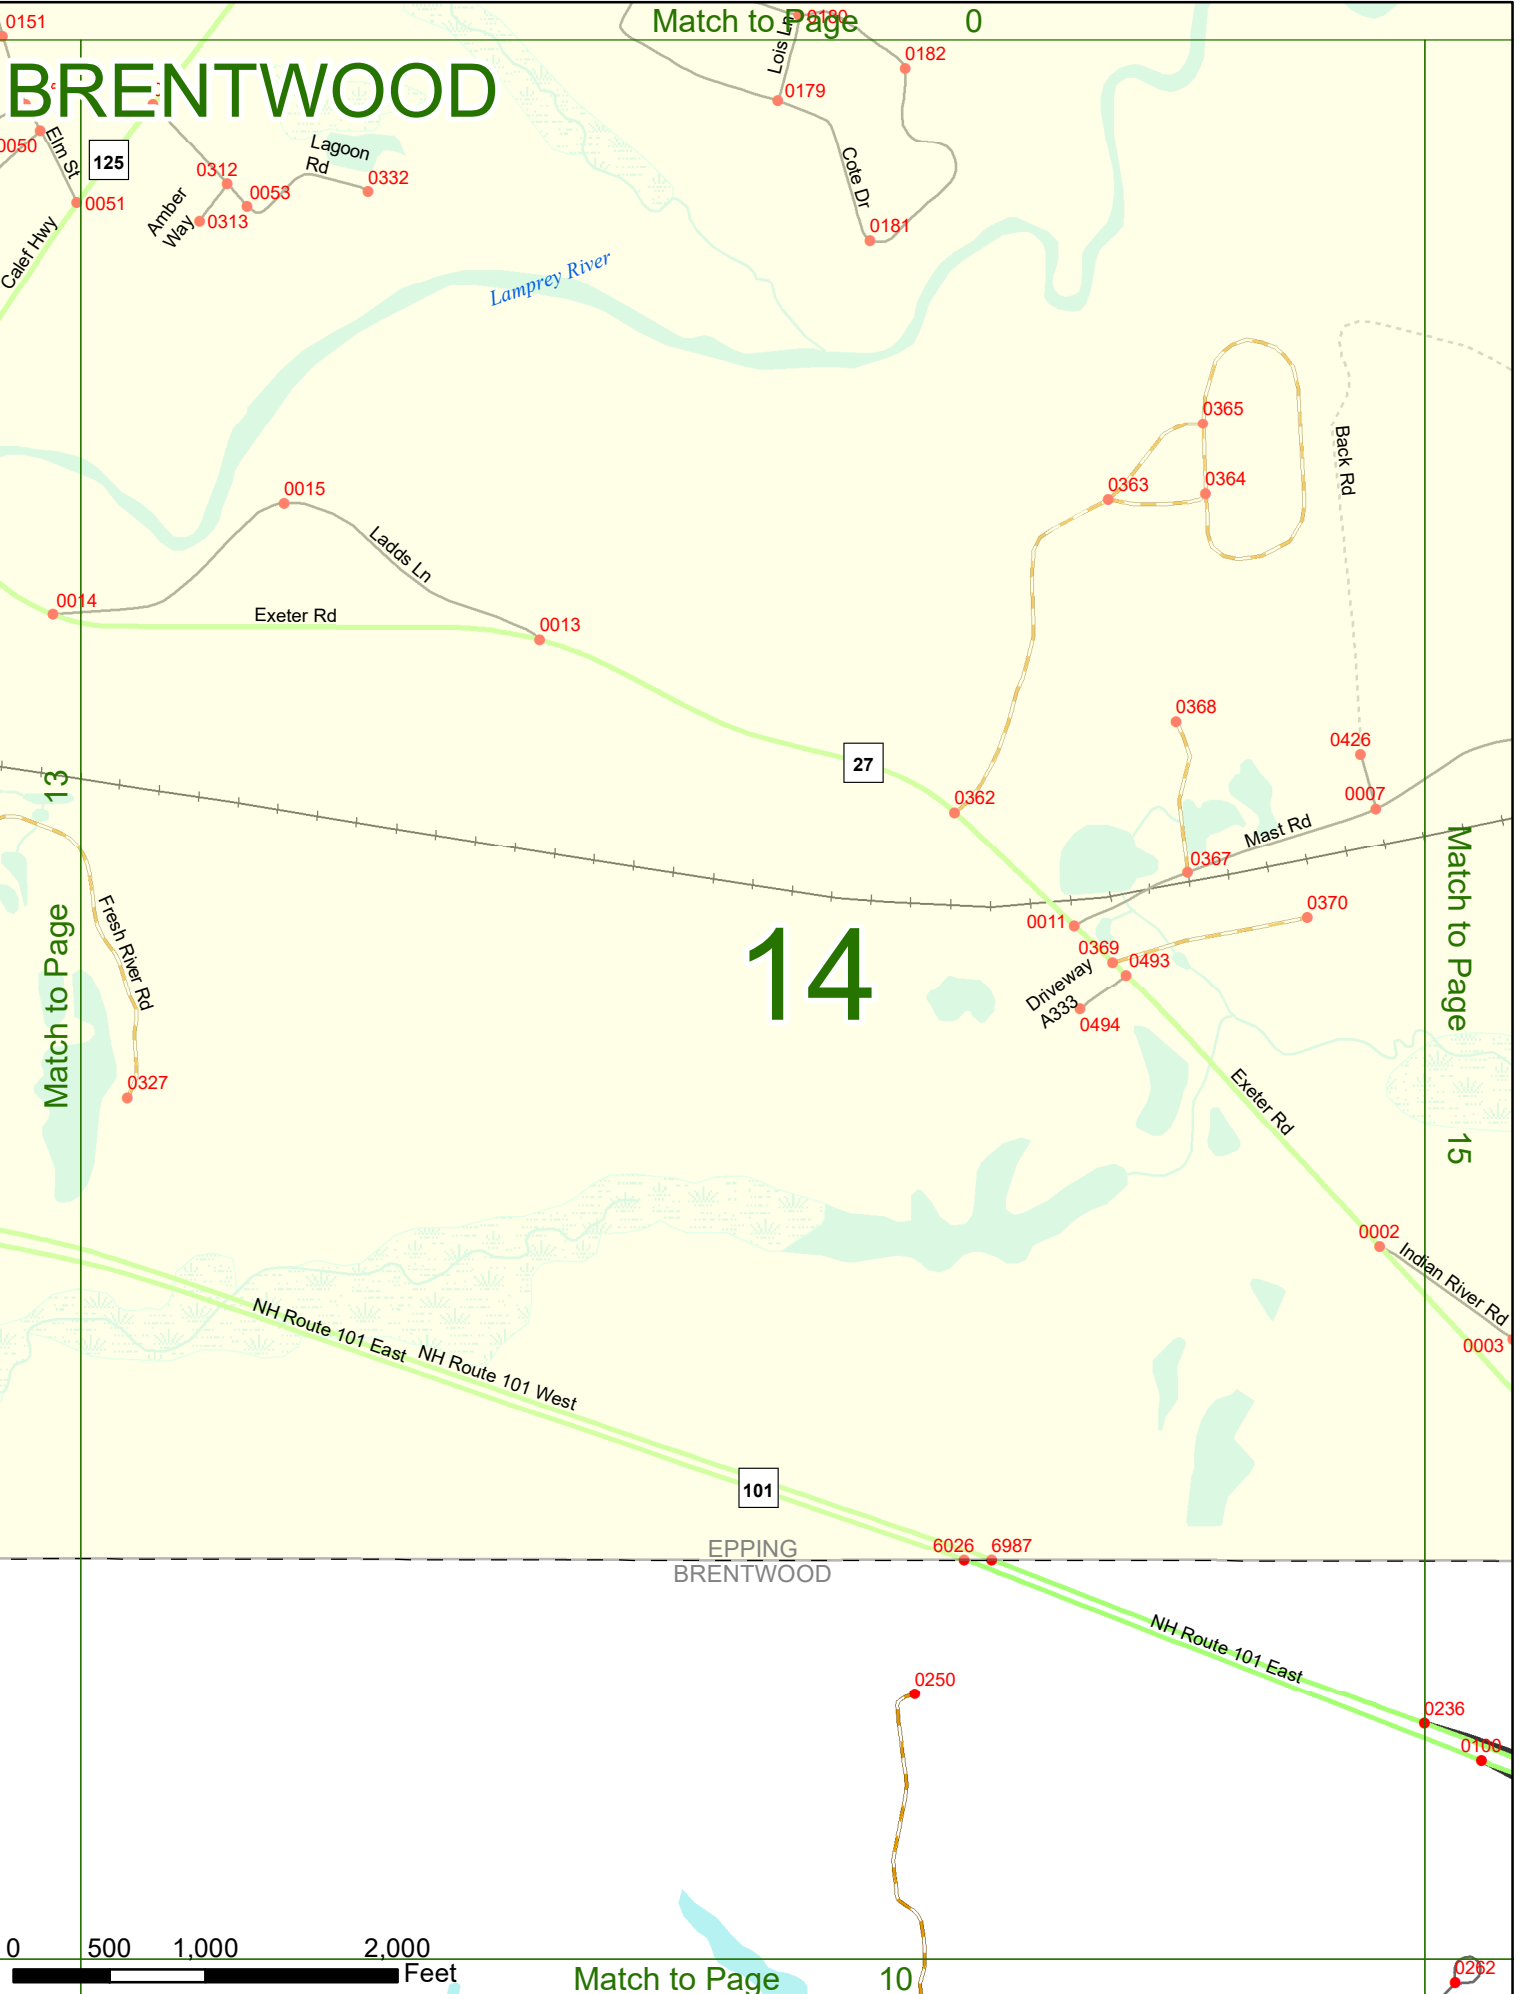 Match to Page 0
0151
0180
BRENTWOOD
Lois Ln
0182
0179
0050
Elm St
125
Lagoon
Rd
Cote Dr
0312
0332
0053
0051
Amber
Way
0313
0181
Calef Hwy
Lamprey River
0365
Back Rd
0363
0364
0015
Ladds Ln
0014
Exeter Rd
0013
0368
0426
27
0362
0007
Match to Page 13
Mast Rd
0367
Match to Page 15
Fresh River Rd
0370
0011
14
0369
0493
Driveway
A333
0494
0327
Exeter Rd
0002
Indian River Rd
0003
NH Route 101 East
NH Route 101 West
101
EPPING
6026
6987
BRENTWOOD
NH Route 101 East
0250
0236
0100
0 500 1,000 2,000
Feet
Match to Page 10
0262